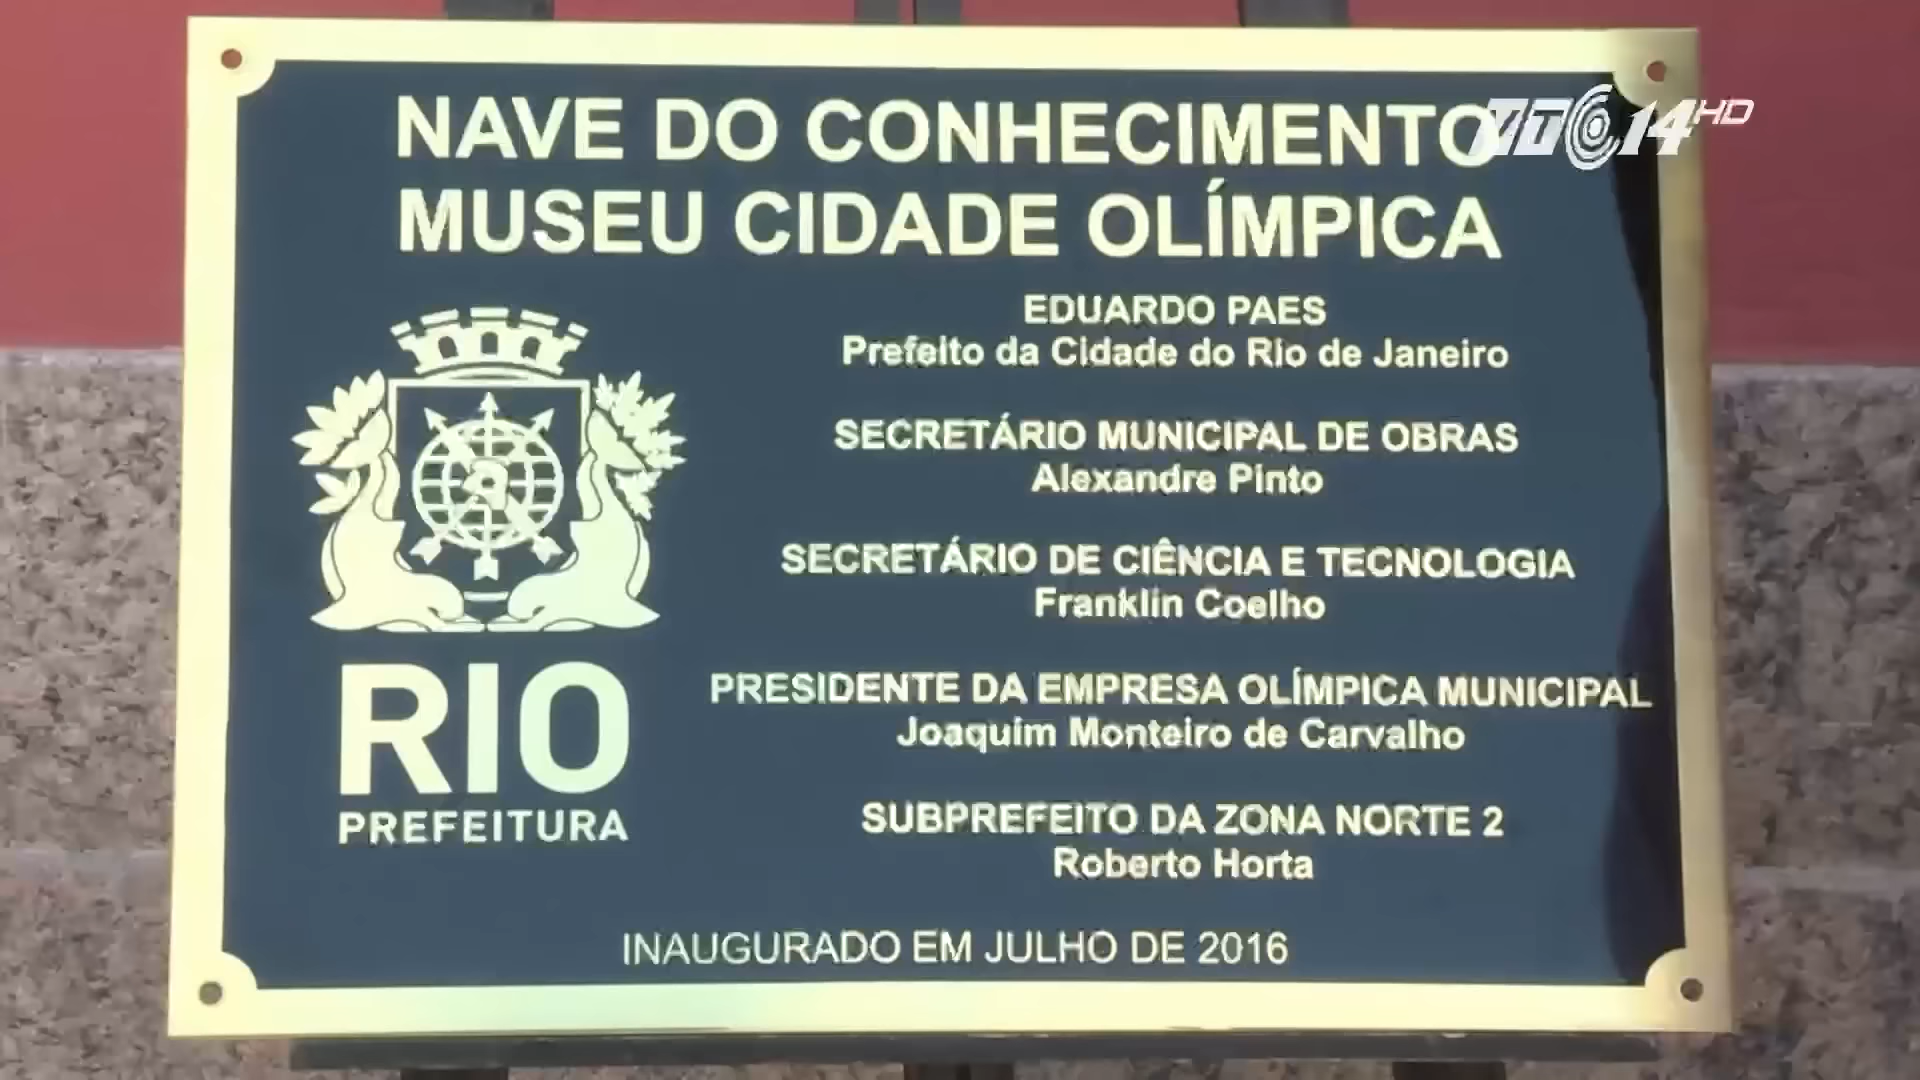 NAVE DO CONHECIMENTO
MUSEU CIDADE OLÍMPICA
EDUARDO PAES
Prefeito da Cidade do Rio de Janeiro
SECRETÁRIO MUNICIPAL DE OBRAS
Alexandre Pinto
SECRETÁRIO DE CIÊNCIA E TECNOLOGIA
Franklin Coelho
PRESIDENTE DA EMPRESA OLÍMPICA MUNICIPAL
Joaquim Monteiro de Carvalho
SUBPREFEITO DA ZONA NORTE 2
Roberto Horta
RIO
PREFEITURA
INAUGURADO EM JULHO DE 2016
VTC14HD